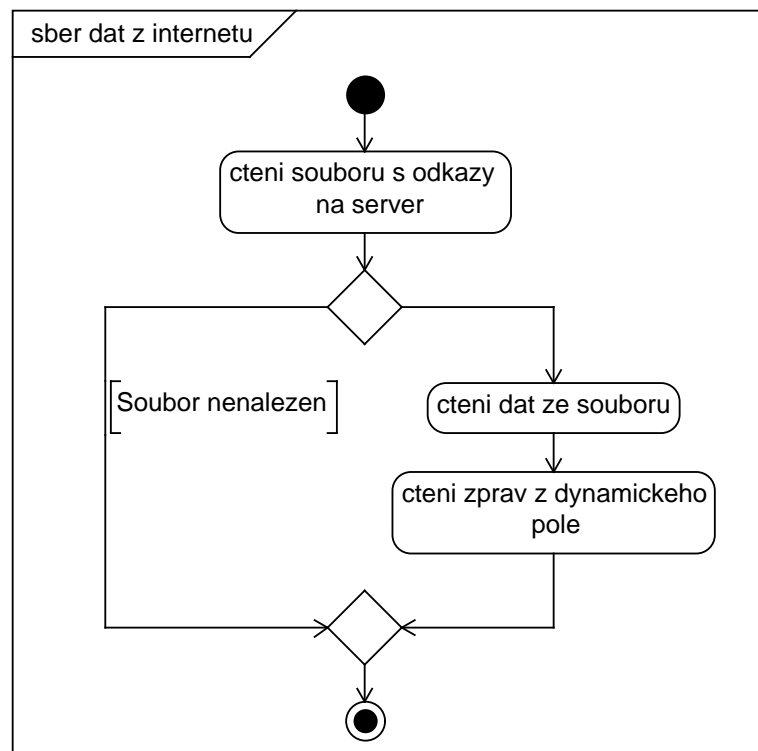 sber dat z internetu
cteni souboru s odkazy
na server
[Soubor nenalezen]
cteni dat ze souboru
cteni zprav z dynamickeho
pole